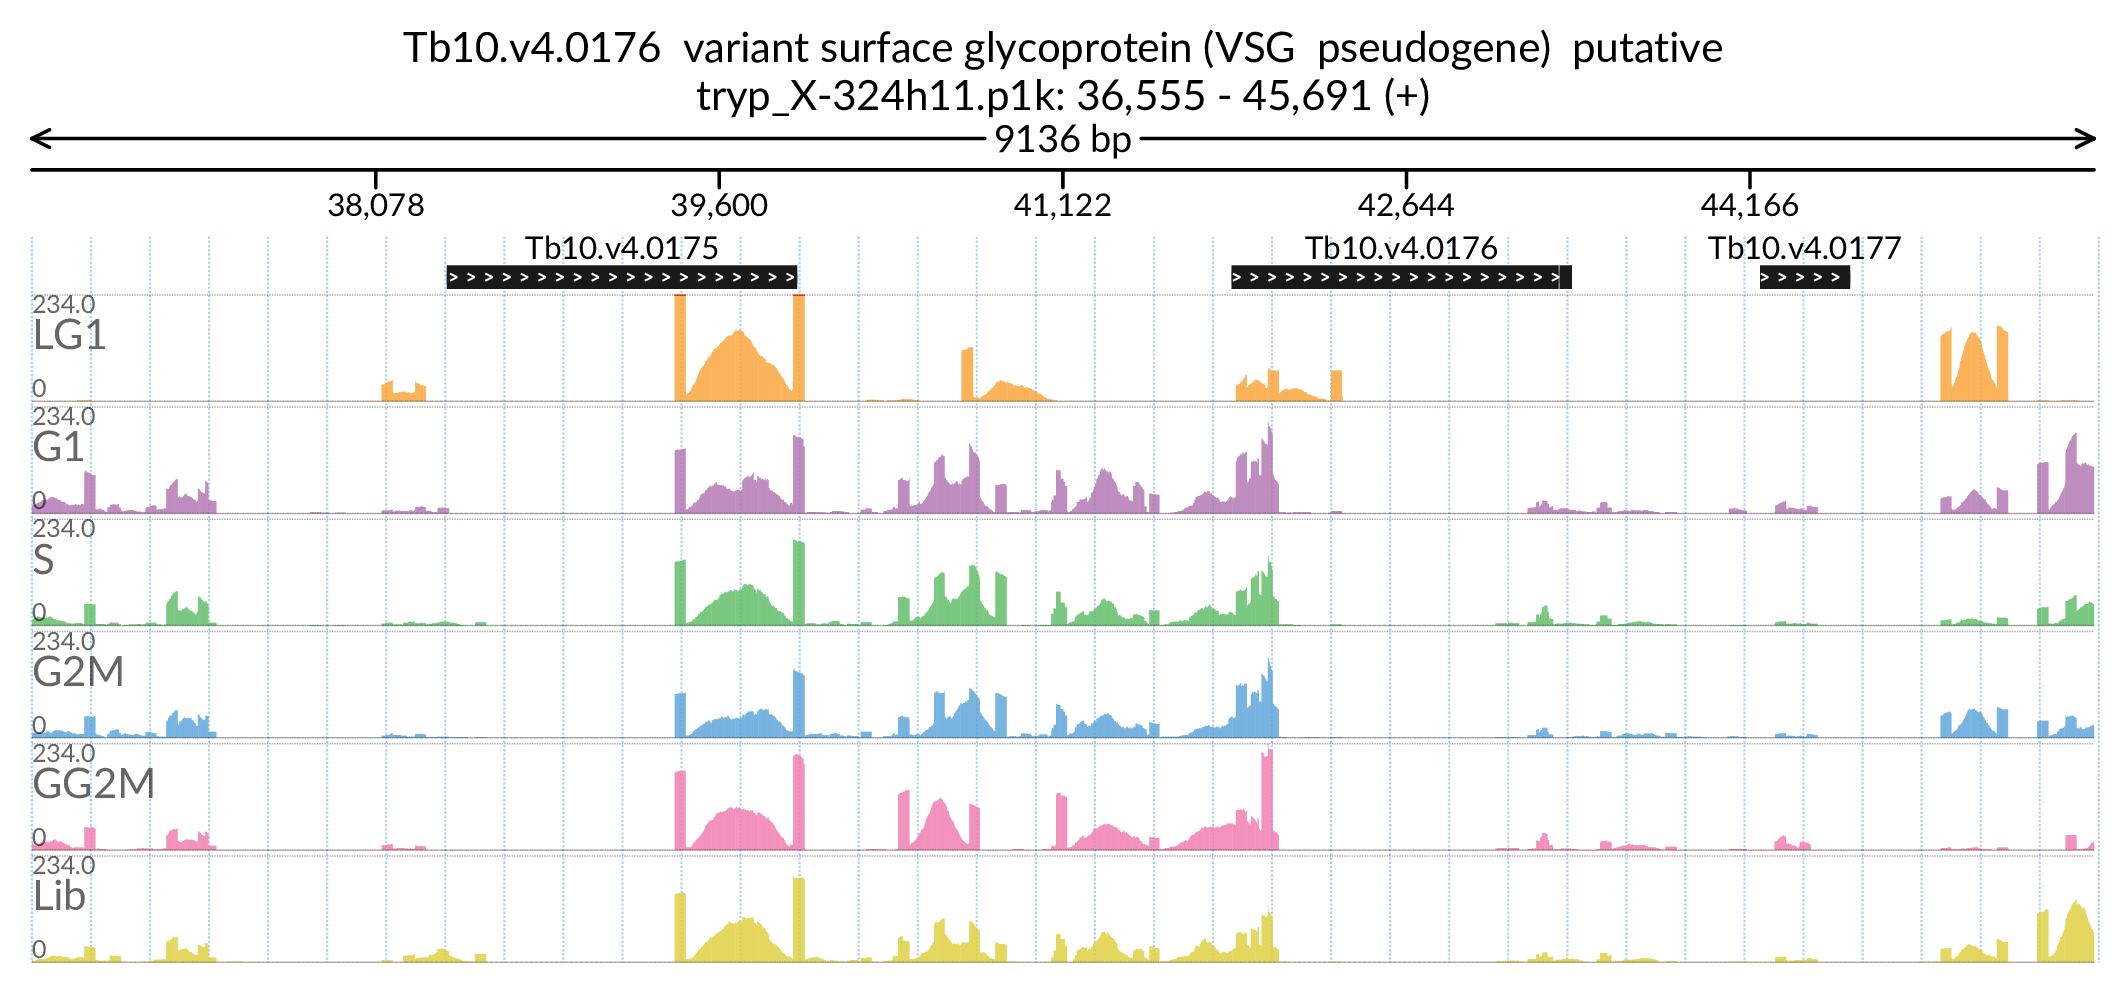 Tb10.v4.0176  variant surface glycoprotein (VSG  pseudogene)  putative
tryp_X-324h11.p1k: 36,555 - 45,691 (+)
9136 bp
38,078 39,600 41,122 42,644 44,166
Tb10.v4.0175 Tb10.v4.0176 Tb10.v4.0177
234.0
LG1
0
234.0
G1
0
234.0
S
0
234.0
G2M
0
234.0
GG2M
0
234.0
Lib
0